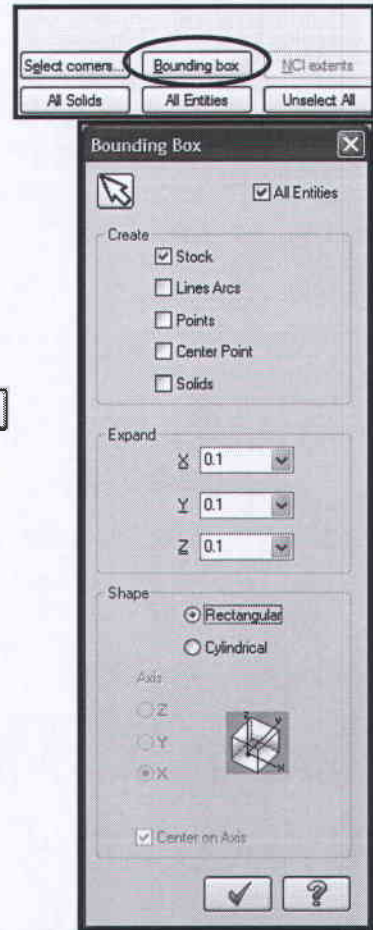 Select corners... Bounding box NCI extents
All Solids All Entities Unselect All
Bounding Box
All Entities
Create
Stock
Lines Arcs
Points
Center Point
Solids
Expand
X 0.1
Y 0.1
Z 0.1
Shape
Rectangular
Cylindrical
Axis
Z
Y
X
Center on Axis
?